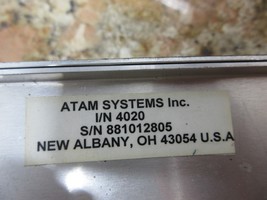 ATAM SYSTEMS Inc.
I/N 4020
S/N 881012805
NEW ALBANY, OH 43054 U.S.A